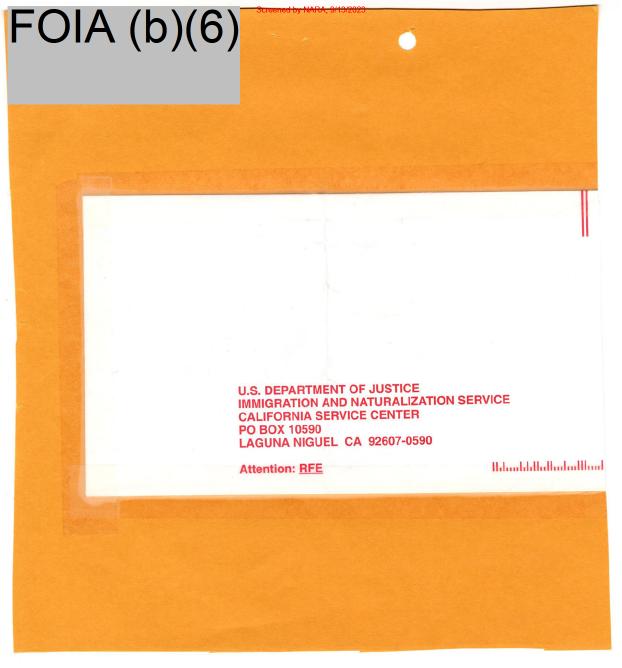 Screened by NARA, 9/13/2023
FOIA (b)(6)
U.S. DEPARTMENT OF JUSTICE
IMMIGRATION AND NATURALIZATION SERVICE
CALIFORNIA SERVICE CENTER
PO BOX 10590
LAGUNA NIGUEL CA 92607-0590
Attention: RFE